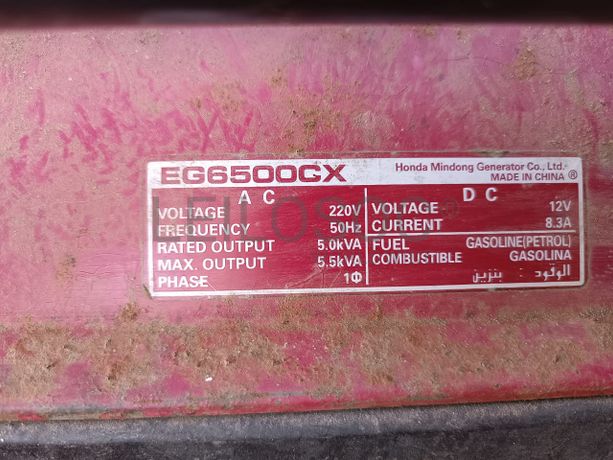 EG6500CX
Honda Mindong Generator Co., Ltd.
MADE IN CHINA ®
A C
VOLTAGE 220V
FREQUENCY 50Hz
RATED OUTPUT 5.0kVA
MAX. OUTPUT 5.5kVA
PHASE 1Φ
D C
VOLTAGE 12V
CURRENT 8.3A
FUEL GASOLINE(PETROL)
COMBUSTIBLE GASOLINA
الوقود: بنزين